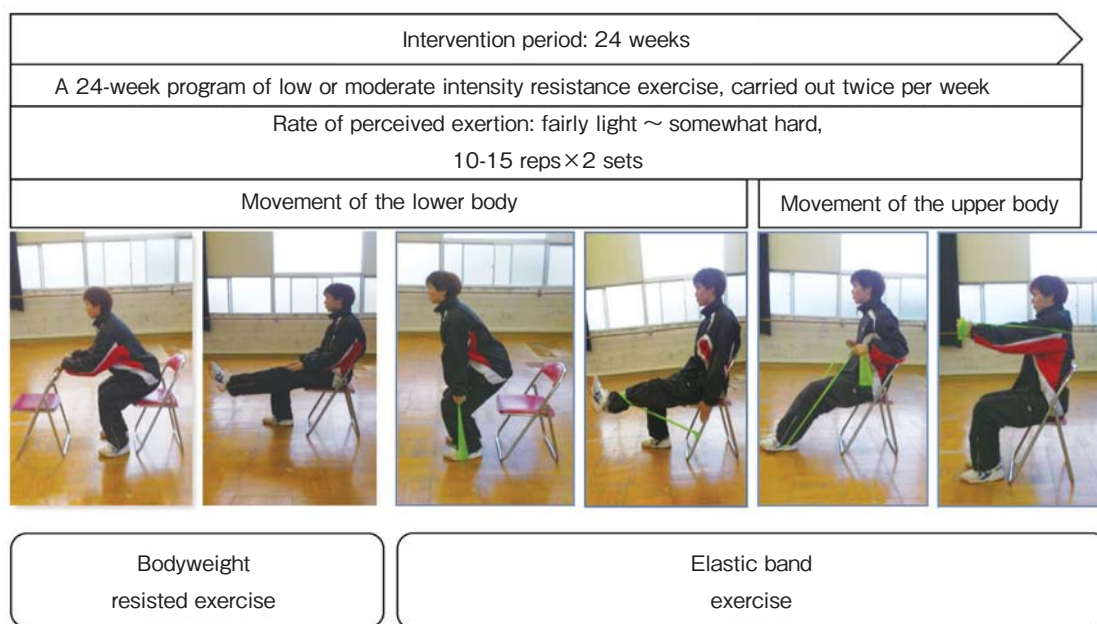 Intervention period: 24 weeks
A 24-week program of low or moderate intensity resistance exercise, carried out twice per week
Rate of perceived exertion: fairly light ～ somewhat hard,
10-15 reps×2 sets
Movement of the lower body
Movement of the upper body
Bodyweight
resisted exercise
Elastic band
exercise